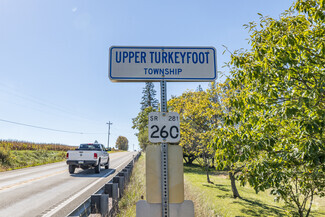 UPPER TURKEYFOOT
TOWNSHIP
SR 281
260